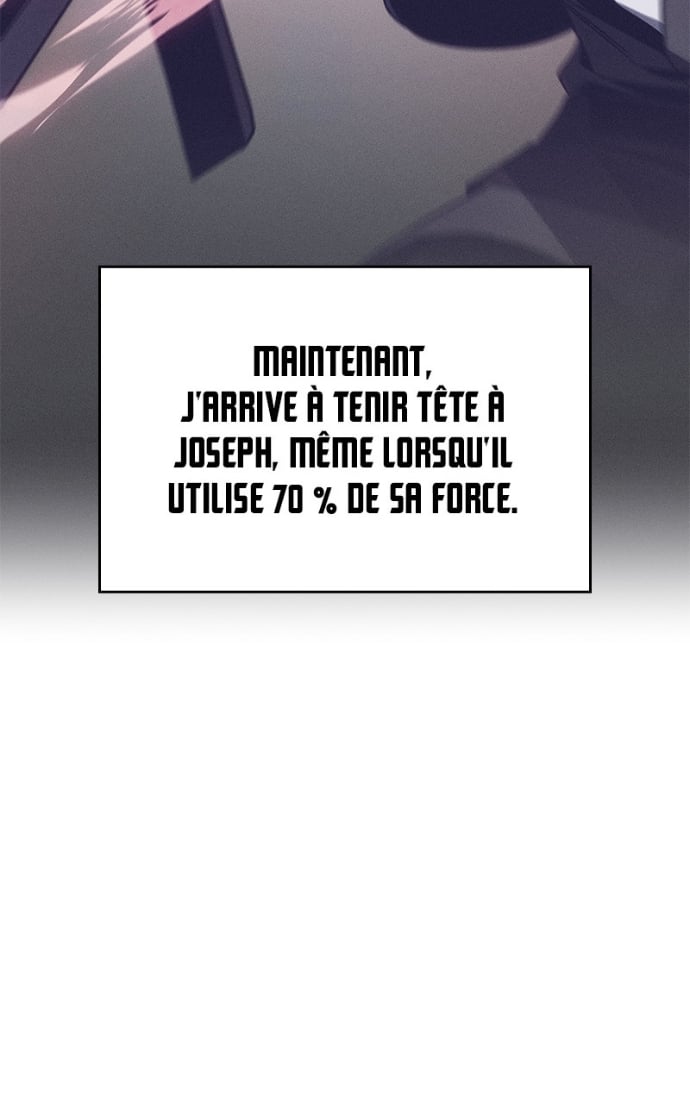 MAINTENANT,
J'ARRIVE À TENIR TÊTE À
JOSEPH, MÊME LORSQU'IL
UTILISE 70 % DE SA FORCE.